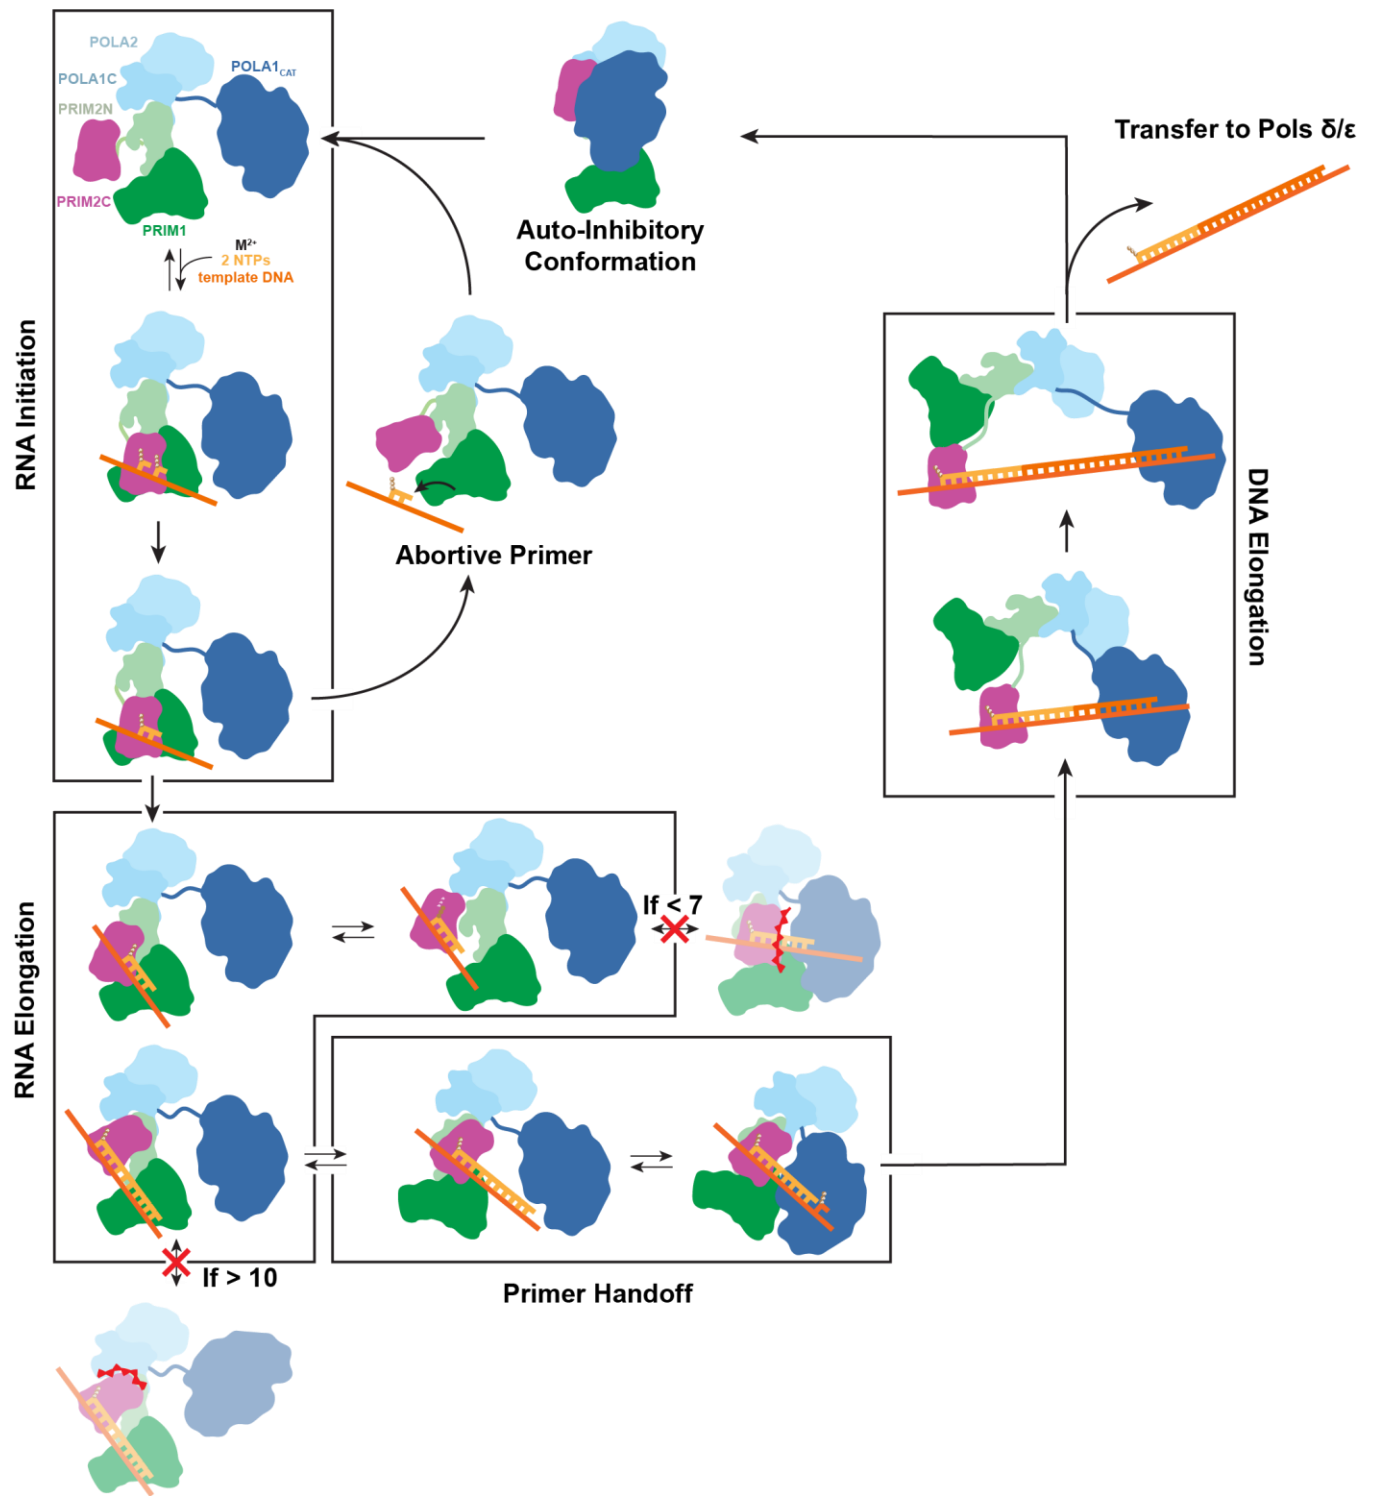 POLA2
POLA1C
POLA1CAT
PRIM2N
PRIM2C
PRIM1
M2+
2 NTPs
template DNA
RNA Initiation
Auto-Inhibitory
Conformation
Transfer to Pols δ/ε
Abortive Primer
DNA Elongation
RNA Elongation
If < 7
If > 10
Primer Handoff